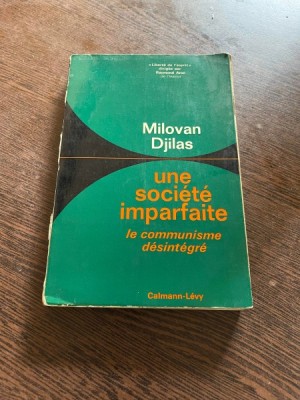 « Liberté de l'esprit »
dirigée par
Raymond Aron
Milovan
Djilas
une
société
imparfaite
le communisme
désintégré
Calmann-Lévy